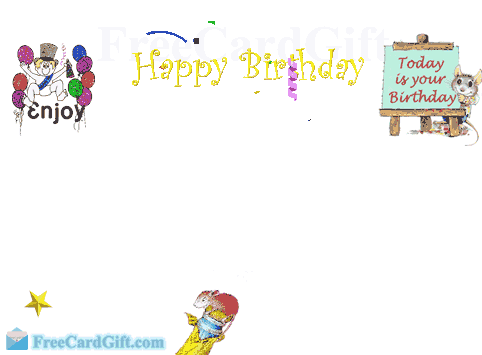 FreeCardGift
Happy Birthday
Today
is your
Birthday
Enjoy
FreeCardGift.com